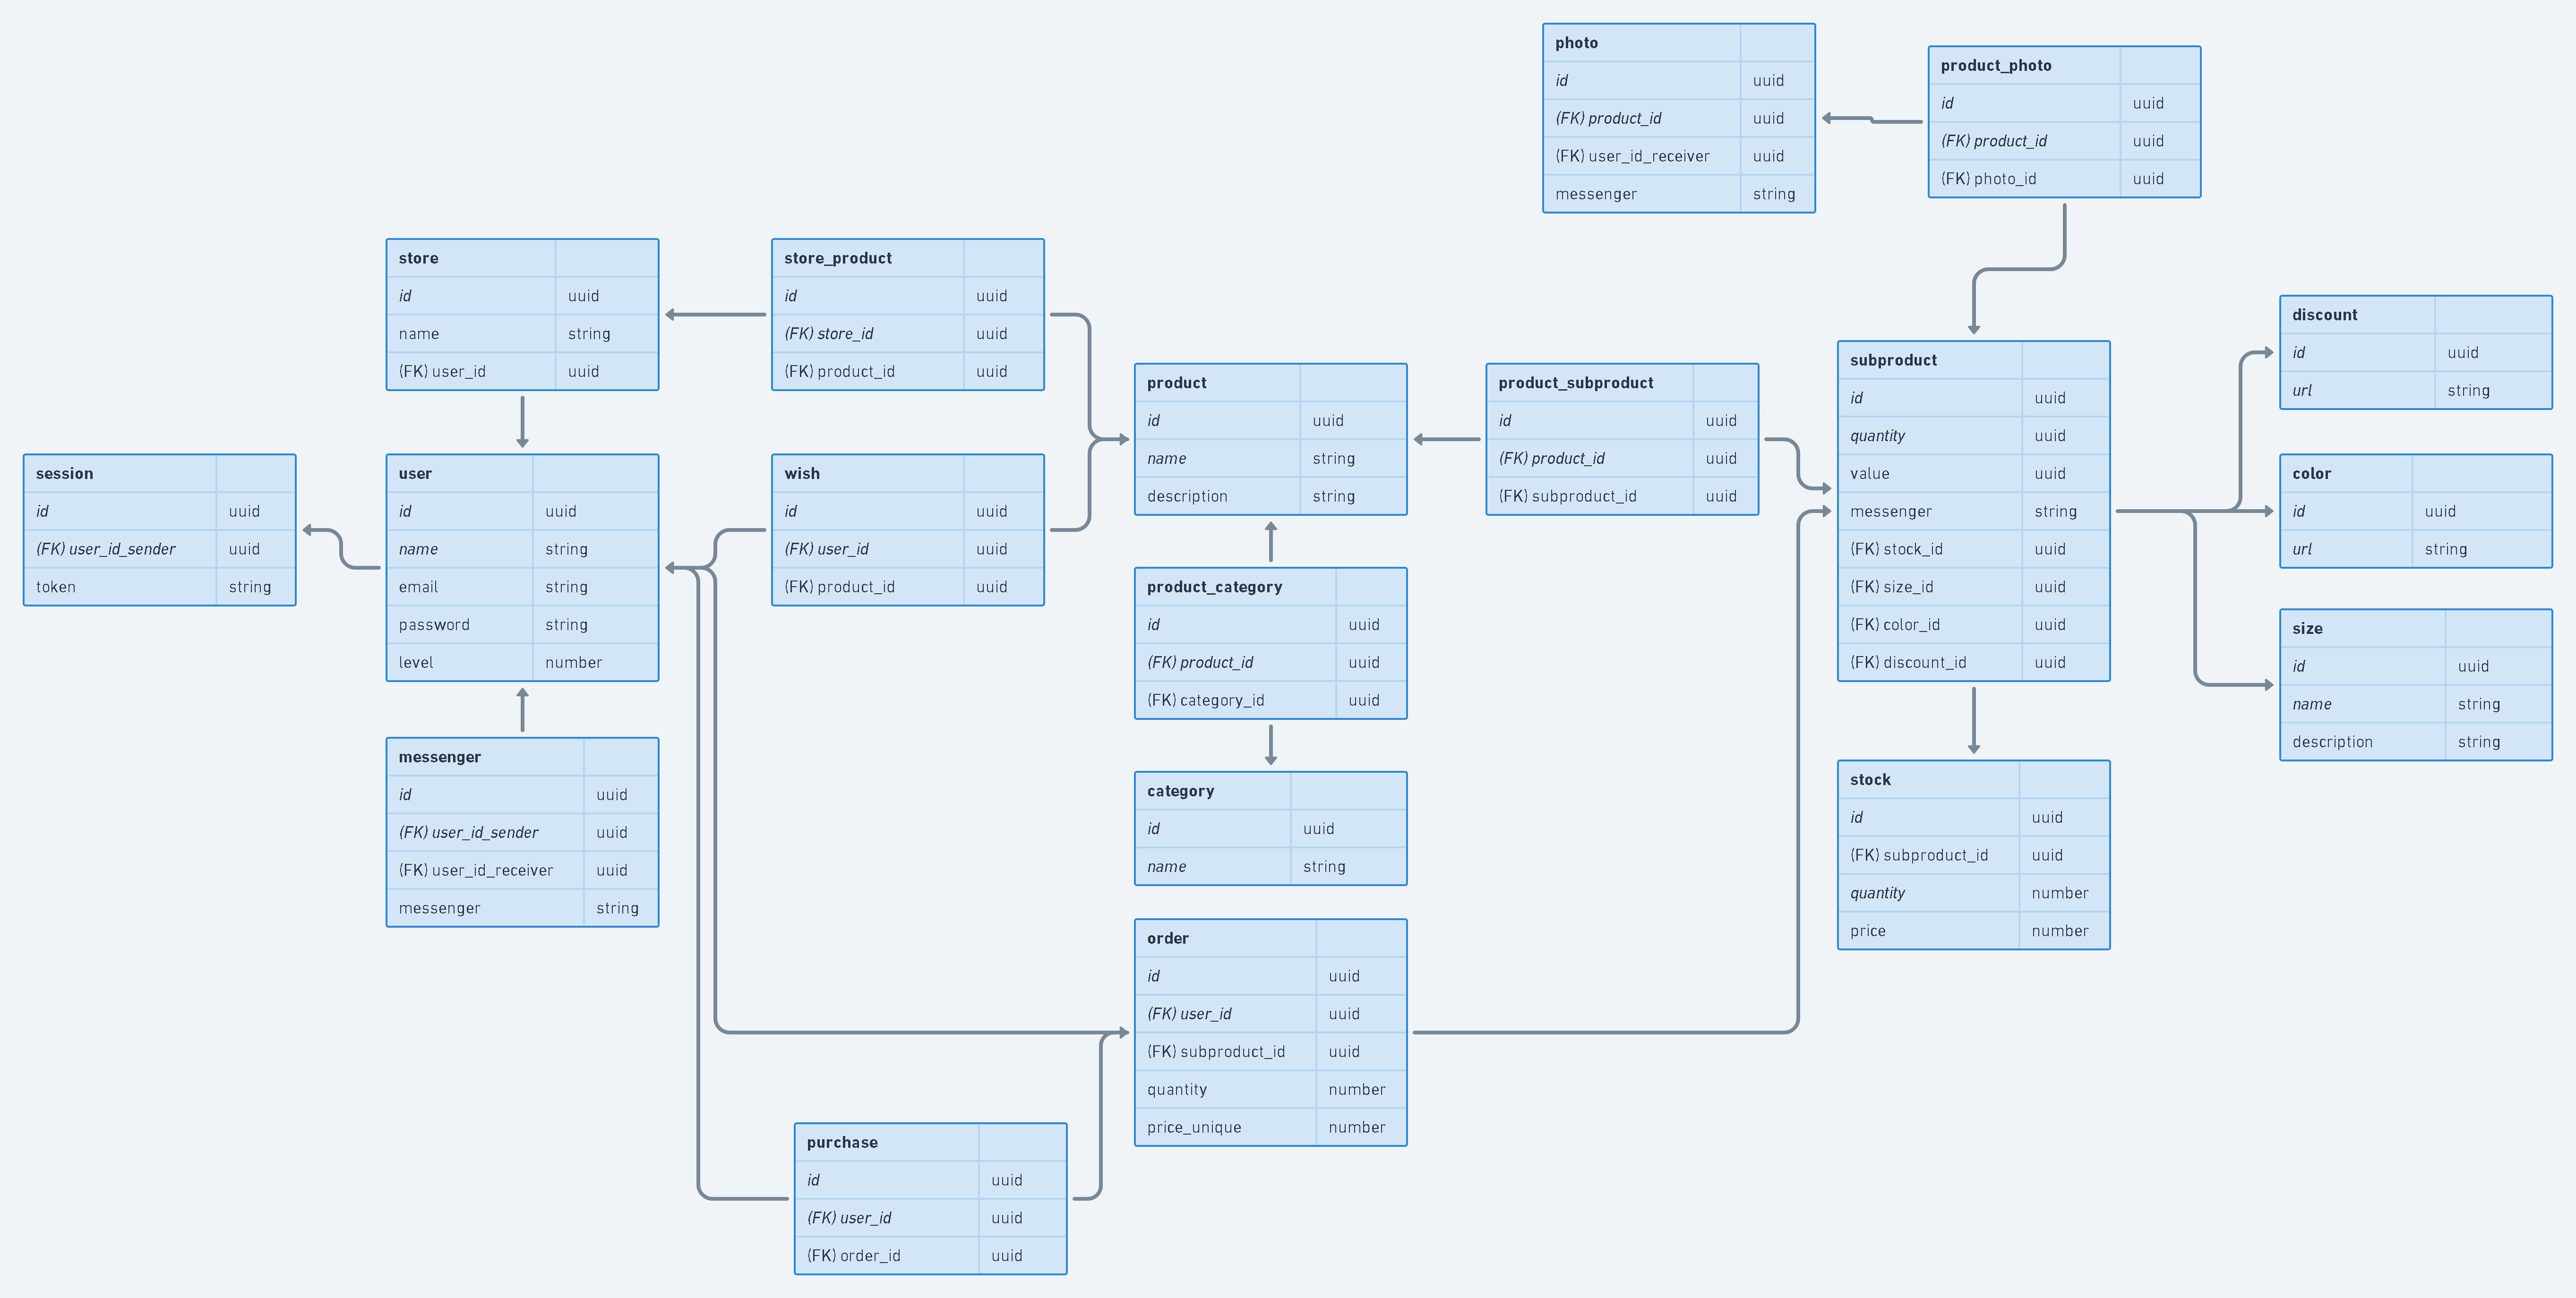 photo
id uuid
(FK) product_id uuid
(FK) user_id_receiver uuid
messenger string
product_photo
id uuid
(FK) product_id uuid
(FK) photo_id uuid
store
id uuid
name string
(FK) user_id uuid
store_product
id uuid
(FK) store_id uuid
(FK) product_id uuid
product
id uuid
name string
description string
product_subproduct
id uuid
(FK) product_id uuid
(FK) subproduct_id uuid
subproduct
id uuid
quantity uuid
value uuid
messenger string
(FK) stock_id uuid
(FK) size_id uuid
(FK) color_id uuid
(FK) discount_id uuid
discount
id uuid
url string
session
id uuid
(FK) user_id_sender uuid
token string
user
id uuid
name string
email string
password string
level number
wish
id uuid
(FK) user_id uuid
(FK) product_id uuid
color
id uuid
url string
product_category
id uuid
(FK) product_id uuid
(FK) category_id uuid
size
id uuid
name string
description string
messenger
id uuid
(FK) user_id_sender uuid
(FK) user_id_receiver uuid
messenger string
category
id uuid
name string
stock
id uuid
(FK) subproduct_id uuid
quantity number
price number
order
id uuid
(FK) user_id uuid
(FK) subproduct_id uuid
quantity number
price_unique number
purchase
id uuid
(FK) user_id uuid
(FK) order_id uuid